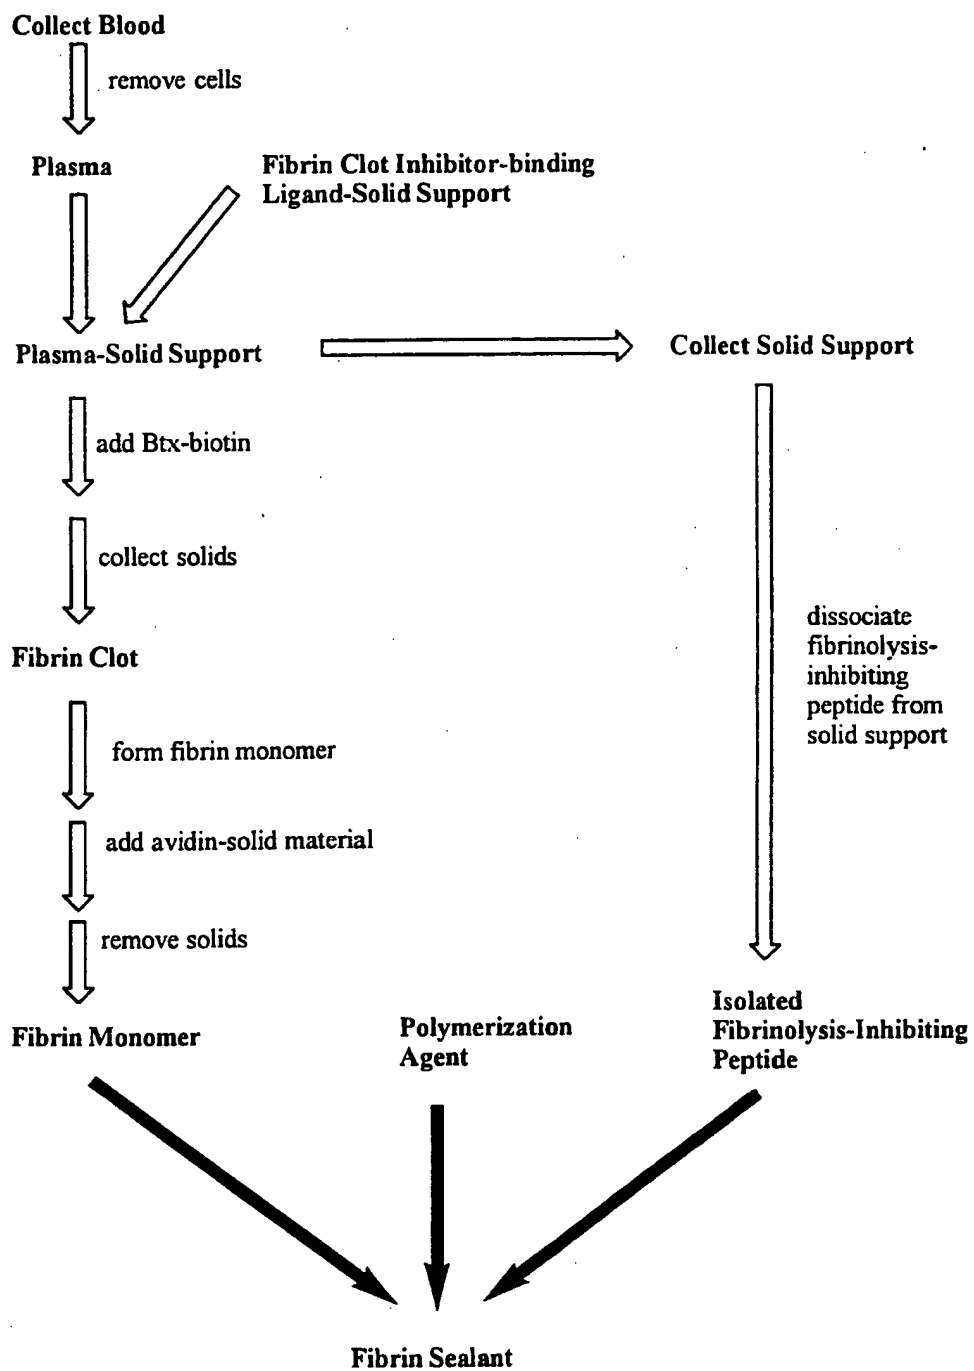 Collect Blood
remove cells
Plasma
Fibrin Clot Inhibitor-binding
Ligand-Solid Support
Plasma-Solid Support
Collect Solid Support
add Btx-biotin
collect solids
Fibrin Clot
dissociate
fibrinolysis-
inhibiting
peptide from
solid support
form fibrin monomer
add avidin-solid material
remove solids
Fibrin Monomer
Polymerization
Agent
Isolated
Fibrinolysis-Inhibiting
Peptide
Fibrin Sealant